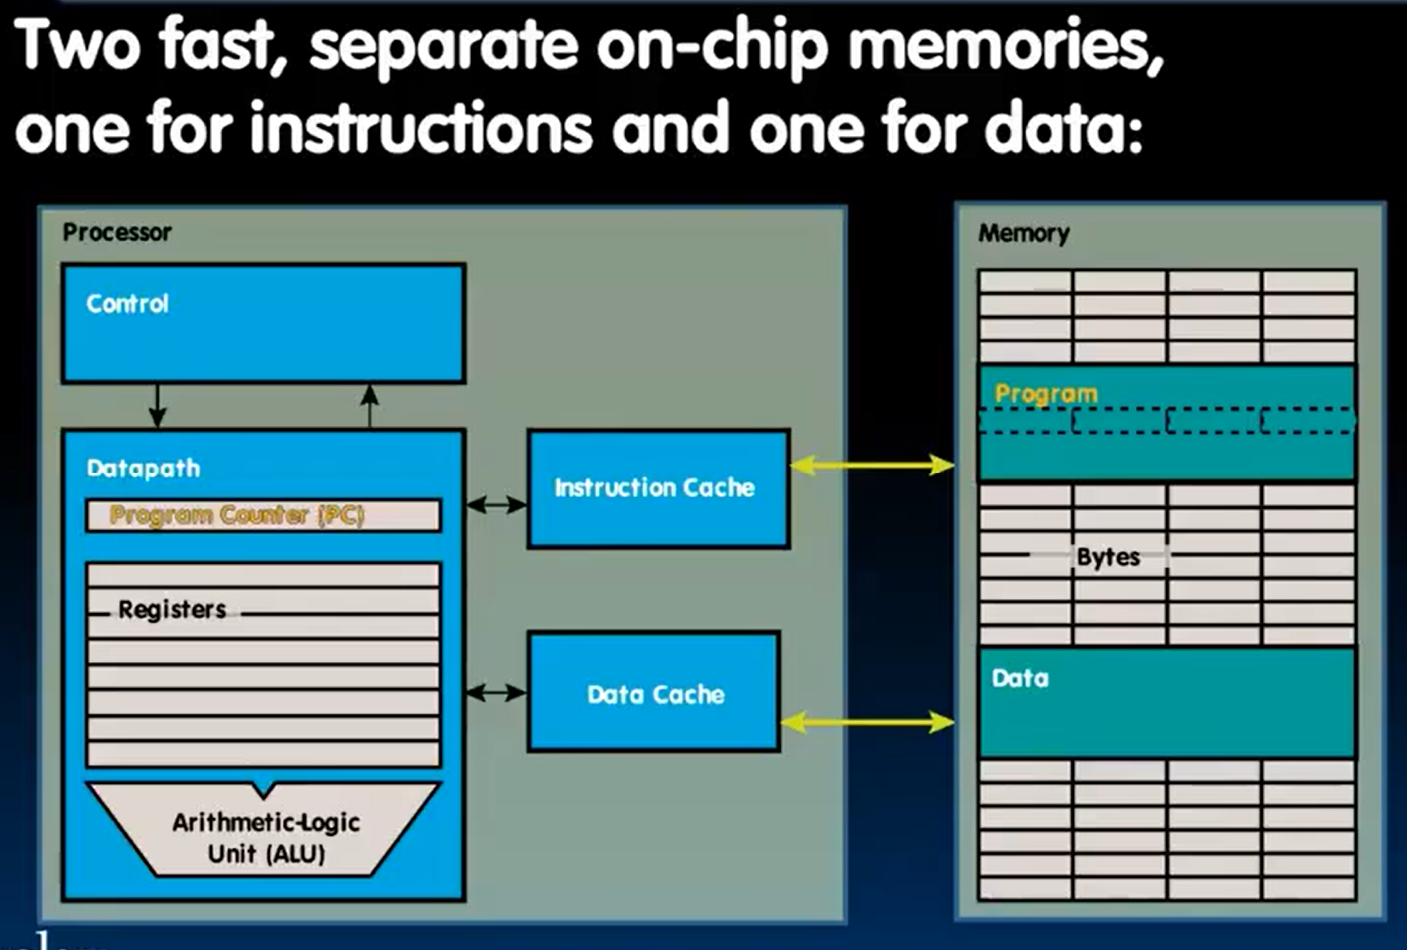 Two fast, separate on-chip memories,
one for instructions and one for data:
Processor
Control
Datapath
Program Counter (PC)
Registers
Arithmetic-Logic
Unit (ALU)
Instruction Cache
Data Cache
Memory
Program
Bytes
Data